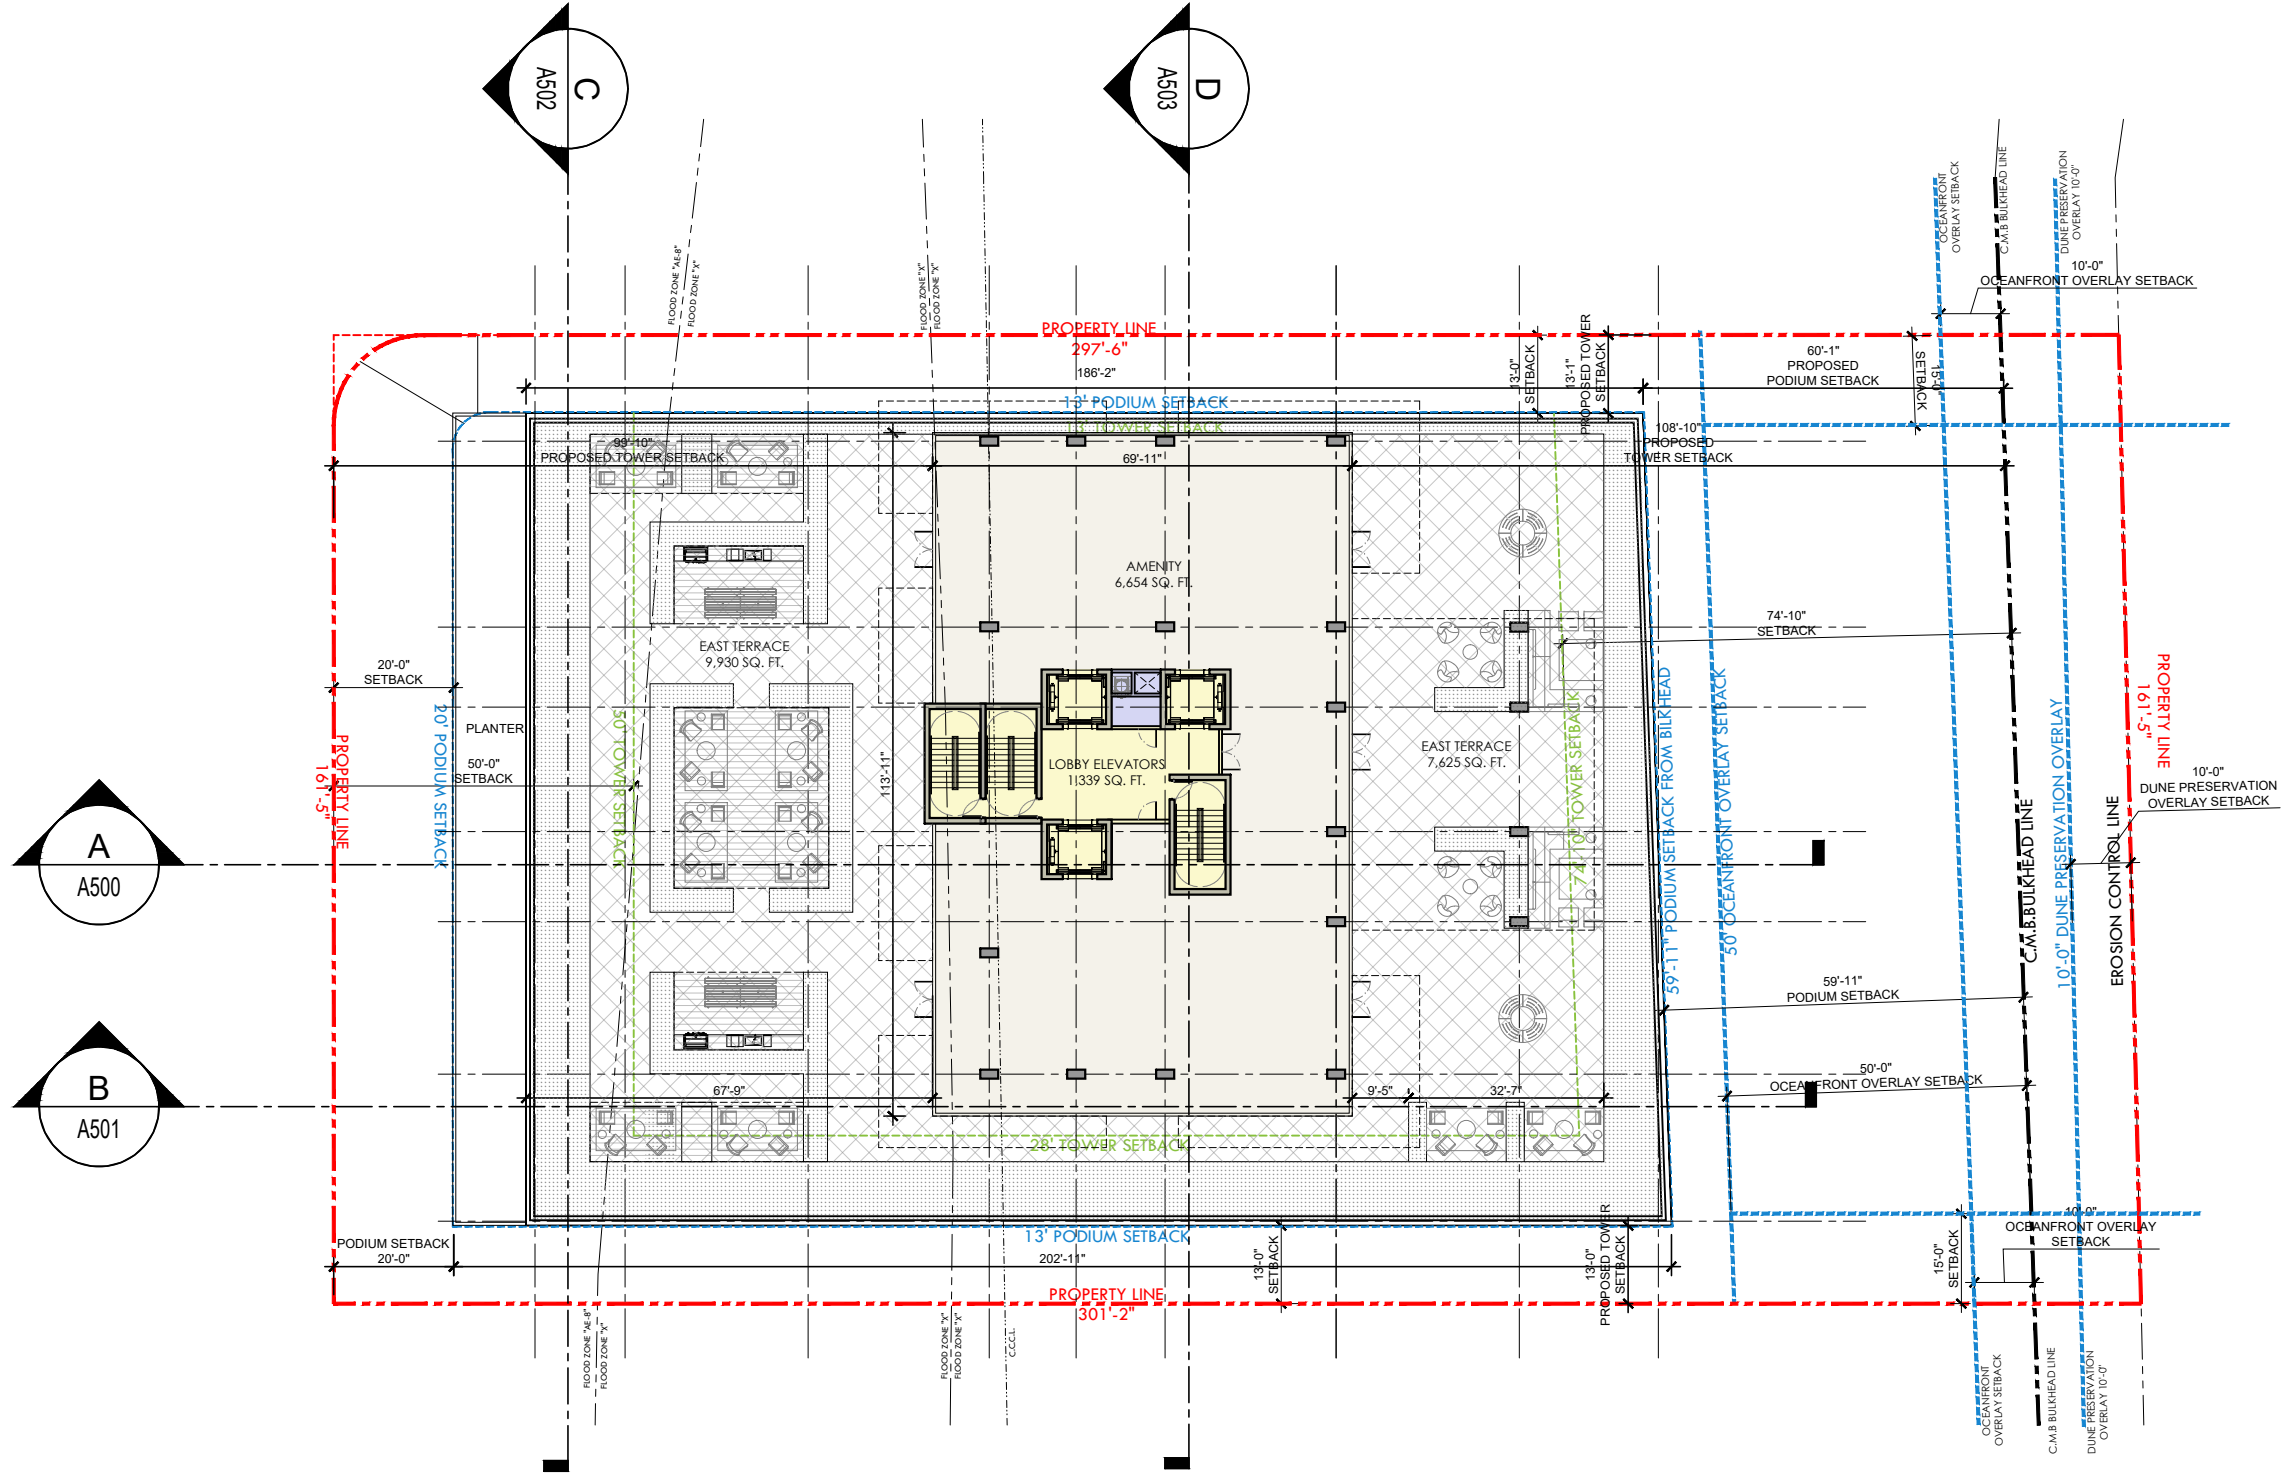 C
A502
D
A503
OCEANFRONT
OVERLAY SETBACK
C.M.B BULKHEAD LINE
DUNE PRESERVATION
OVERLAY 10'-0"
FLOOD ZONE "AE-8"
FLOOD ZONE "X"
FLOOD ZONE "X"
FLOOD ZONE "X"
10'-0"
OCEANFRONT OVERLAY SETBACK
PROPERTY LINE
297'-6"
186'-2"
13'-0"
SETBACK
13'-1"
PROPOSED TOWER
SETBACK
60'-1"
PROPOSED
PODIUM SETBACK
15'-0"
SETBACK
13' PODIUM SETBACK
13' TOWER SETBACK
99'-10"
PROPOSED TOWER SETBACK
69'-11"
108'-10"
PROPOSED
TOWER SETBACK
AMENITY
6,654 SQ. FT.
EAST TERRACE
9,930 SQ. FT.
74'-10"
SETBACK
20'-0"
SETBACK
PLANTER
50'-0"
SETBACK
20' PODIUM SETBACK
50' TOWER SETBACK
PROPERTY LINE
161'-5"
113'-11"
LOBBY ELEVATORS
1,339 SQ. FT.
EAST TERRACE
7,625 SQ. FT.
74'-10" TOWER SETBACK
59'-11" PODIUM SETBACK FROM BILKHEAD
50' OCEANFRONT OVERLAY SETBACK
C.M.B.BULKHEAD LINE
10'-0" DUNE PRESERVATION OVERLAY
EROSION CONTROL LINE
PROPERTY LINE
161'-5"
10'-0"
DUNE PRESERVATION
OVERLAY SETBACK
A
A500
59'-11"
PODIUM SETBACK
50'-0"
OCEANFRONT OVERLAY SETBACK
B
A501
67'-9"
9'-5"
32'-7"
28' TOWER SETBACK
13' PODIUM SETBACK
PODIUM SETBACK
20'-0"
202'-11"
13'-0"
SETBACK
13'-0"
PROPOSED TOWER
SETBACK
15'-0"
SETBACK
10'-0"
OCEANFRONT OVERLAY
SETBACK
PROPERTY LINE
301'-2"
FLOOD ZONE "AE-8"
FLOOD ZONE "X"
FLOOD ZONE "X"
FLOOD ZONE "X"
C.C.C.L.
OCEANFRONT
OVERLAY SETBACK
C.M.B BULKHEAD LINE
DUNE PRESERVATION
OVERLAY 10'-0"